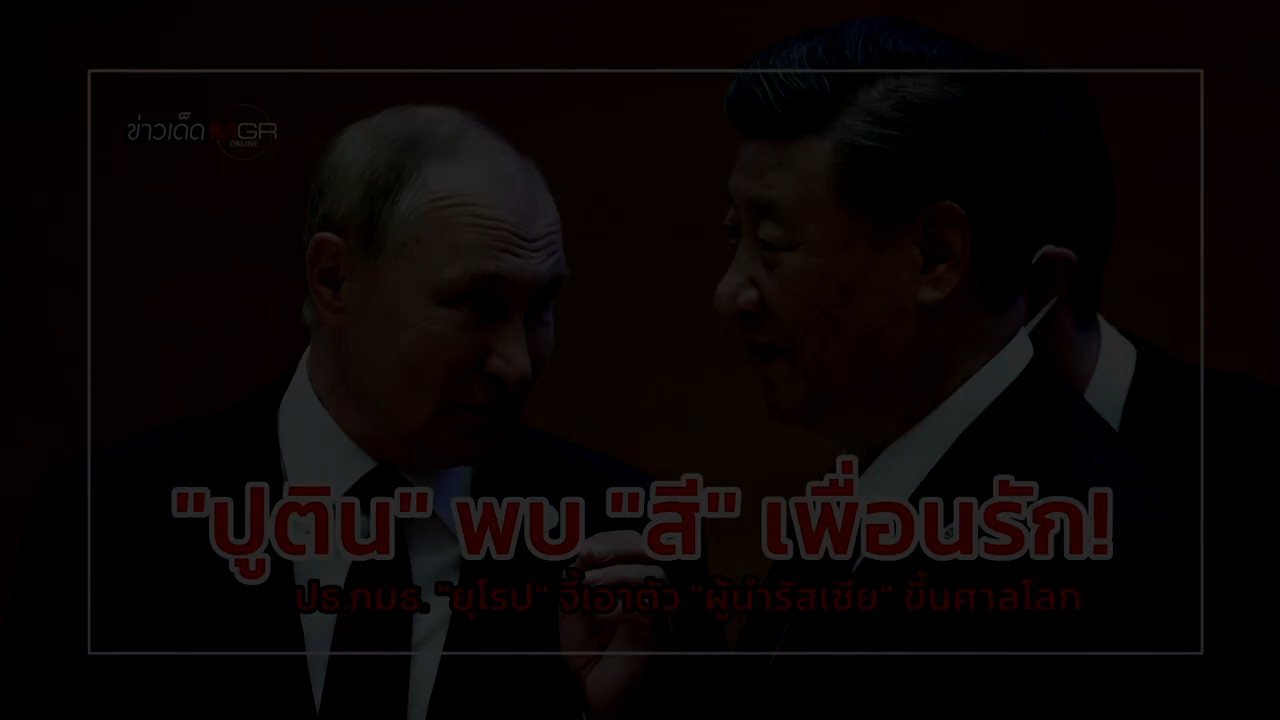 ข่าวเด็ด MGR
ONLINE
"ปูติน" พบ "สี" เพื่อนรัก!
ปธ.กมธ. "ยุโรป" จี้เอาตัว "ผู้นำรัสเซีย" ขึ้นศาลโลก